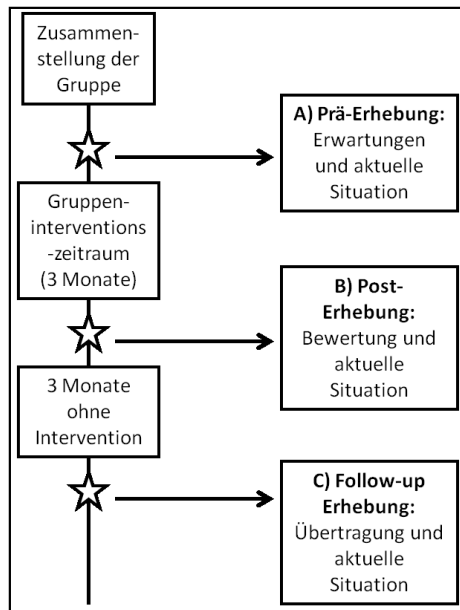 Zusammen-
stellung der
Gruppe
A) Prä-Erhebung:
Erwartungen
und aktuelle
Situation
Gruppen-
interventions
-zeitraum
(3 Monate)
B) Post-
Erhebung:
Bewertung und
aktuelle
Situation
3 Monate
ohne
Intervention
C) Follow-up
Erhebung:
Übertragung und
aktuelle
Situation